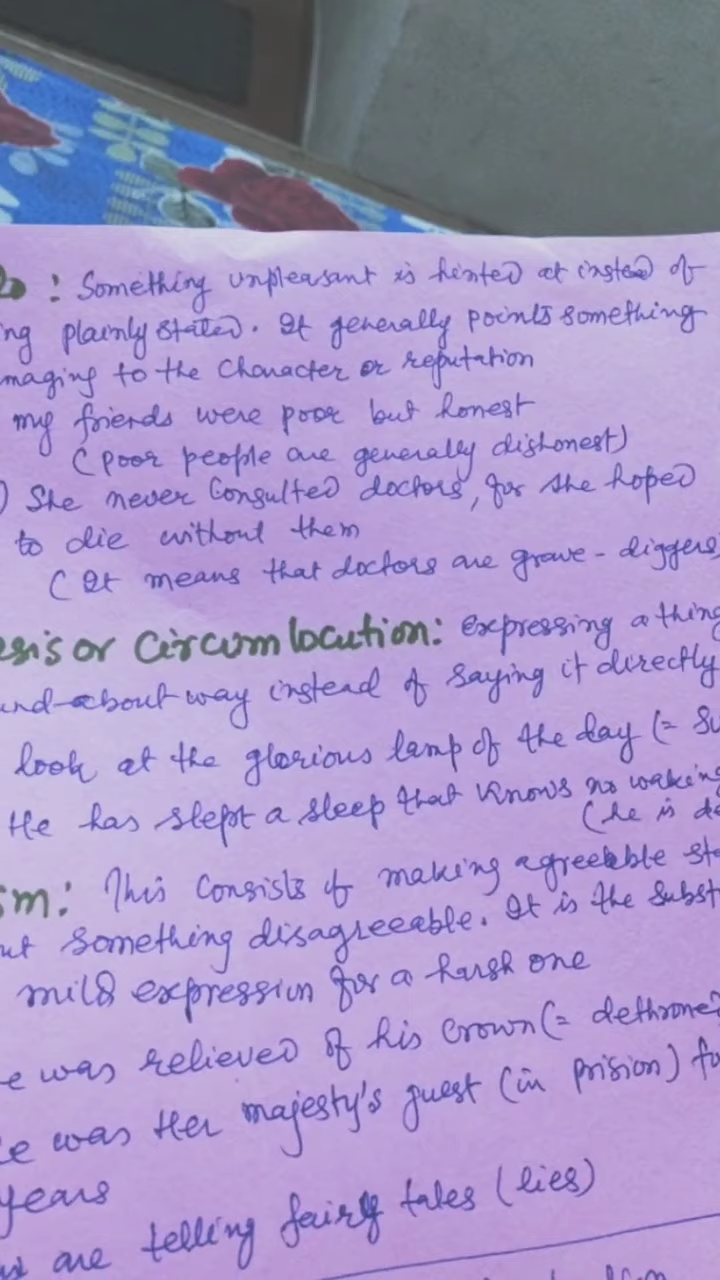 : Something unpleasant is hinted at instead of
ing plainly stated. It generally points something
maging to the character or reputation
my friends were poor but honest
(poor people are generally dishonest)
) She never consulted doctors, for she hoped
to die without them
(It means that doctors are grave-diggers
esis or Circumlocution: Expressing a thing
und-about way instead of saying it directly
look at the glorious lamp of the day (= Su
He has slept a sleep that knows no waking
(he is de
sm: This consists of making agreeable sta
ut something disagreeable. It is the subst
mild expression for a harsh one
e was relieved of his crown (= dethroned
e was Her majesty's guest (in prision) fo
years
are telling fairy tales (lies)